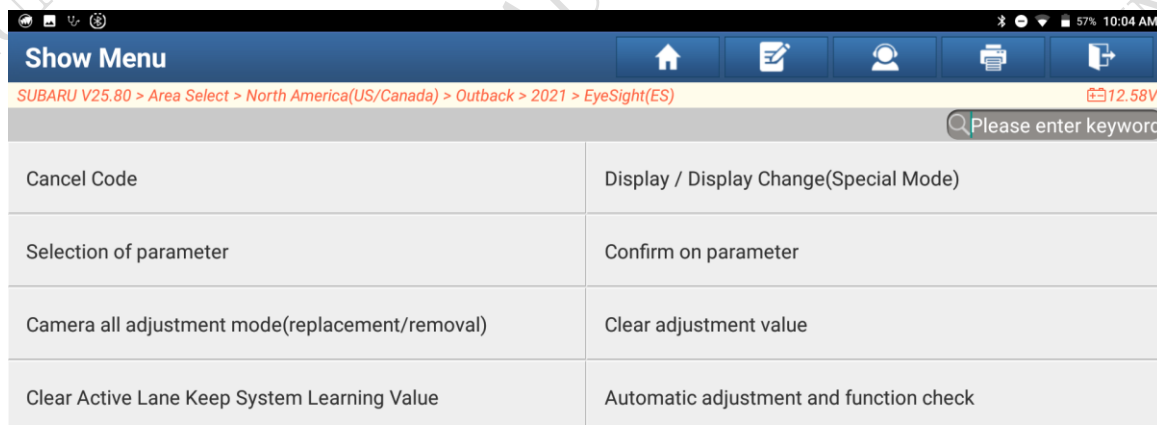 57% 10:04 AM
Show Menu
SUBARU V25.80 > Area Select > North America(US/Canada) > Outback > 2021 > EyeSight(ES)
12.58V
Please enter keyword
Cancel Code
Display / Display Change(Special Mode)
Selection of parameter
Confirm on parameter
Camera all adjustment mode(replacement/removal)
Clear adjustment value
Clear Active Lane Keep System Learning Value
Automatic adjustment and function check